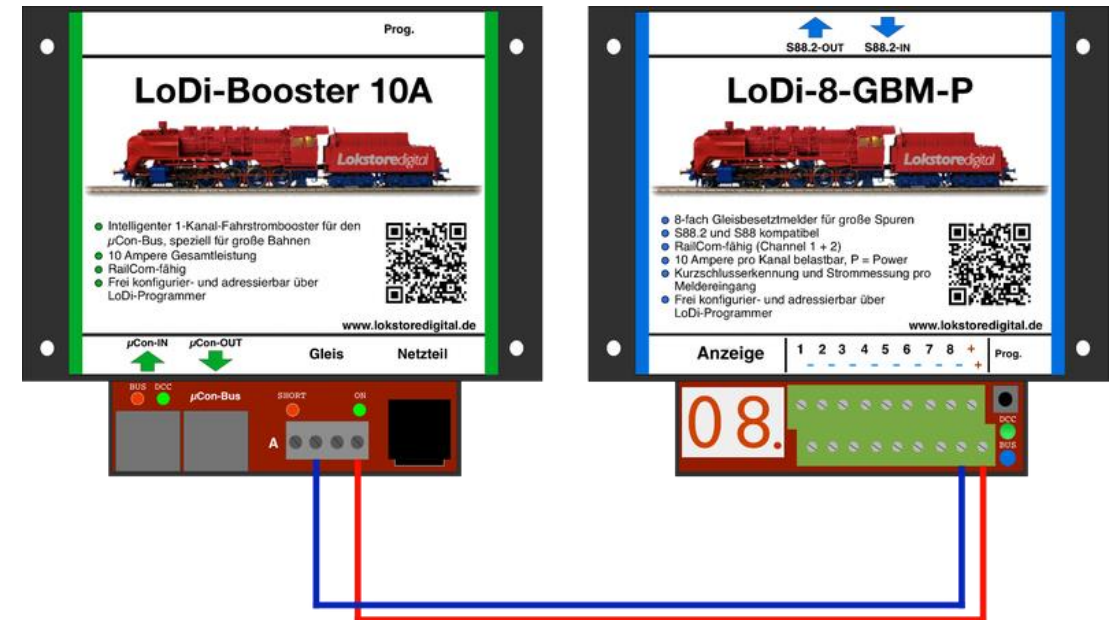 Prog.
LoDi-Booster 10A
Lokstoredigital
Intelligenter 1-Kanal-Fahrstrombooster für den
µCon-Bus, speziell für große Bahnen
10 Ampere Gesamtleistung
RailCom-fähig
Frei konfigurier- und adressierbar über
LoDi-Programmer
www.lokstoredigital.de
µCon-IN µCon-OUT
Gleis Netzteil
BUS DCC
µCon-Bus
SHORT ON
A
S88.2-OUT S88.2-IN
LoDi-8-GBM-P
Lokstoredigital
8-fach Gleisbesetztmelder für große Spuren
S88.2 und S88 kompatibel
RailCom-fähig (Channel 1 + 2)
10 Ampere pro Kanal belastbar, P = Power
Kurzschlusserkennung und Strommessung pro
Meldereingang
Frei konfigurier- und adressierbar über
LoDi-Programmer
www.lokstoredigital.de
Anzeige 1 2 3 4 5 6 7 8 + Prog.
- - - - - - - - +
08.
DCC
BUS